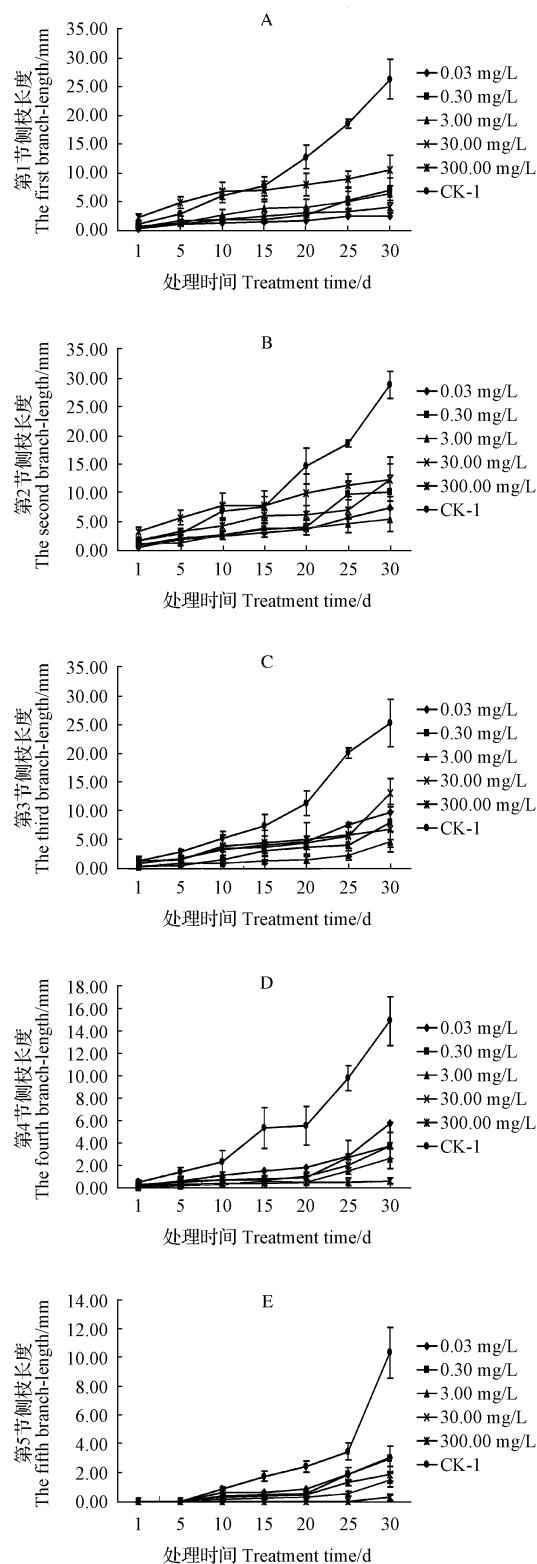 A
第1节侧枝长度
The first branch-length/mm
35.00
30.00
25.00
20.00
15.00
10.00
5.00
0.00
1 5 10 15 20 25 30
处理时间 Treatment time/d
0.03 mg/L
0.30 mg/L
3.00 mg/L
30.00 mg/L
300.00 mg/L
CK-1
B
第2节侧枝长度
The second branch-length/mm
35.00
30.00
25.00
20.00
15.00
10.00
5.00
0.00
1 5 10 15 20 25 30
处理时间 Treatment time/d
0.03 mg/L
0.30 mg/L
3.00 mg/L
30.00 mg/L
300.00 mg/L
CK-1
C
第3节侧枝长度
The third branch-length/mm
35.00
30.00
25.00
20.00
15.00
10.00
5.00
0.00
1 5 10 15 20 25 30
处理时间 Treatment time/d
0.03 mg/L
0.30 mg/L
3.00 mg/L
30.00 mg/L
300.00 mg/L
CK-1
D
第4节侧枝长度
The fourth branch-length/mm
18.00
16.00
14.00
12.00
10.00
8.00
6.00
4.00
2.00
0.00
1 5 10 15 20 25 30
处理时间 Treatment time/d
0.03 mg/L
0.30 mg/L
3.00 mg/L
30.00 mg/L
300.00 mg/L
CK-1
E
第5节侧枝长度
The fifth branch-length/mm
14.00
12.00
10.00
8.00
6.00
4.00
2.00
0.00
1 5 10 15 20 25 30
处理时间 Treatment time/d
0.03 mg/L
0.30 mg/L
3.00 mg/L
30.00 mg/L
300.00 mg/L
CK-1